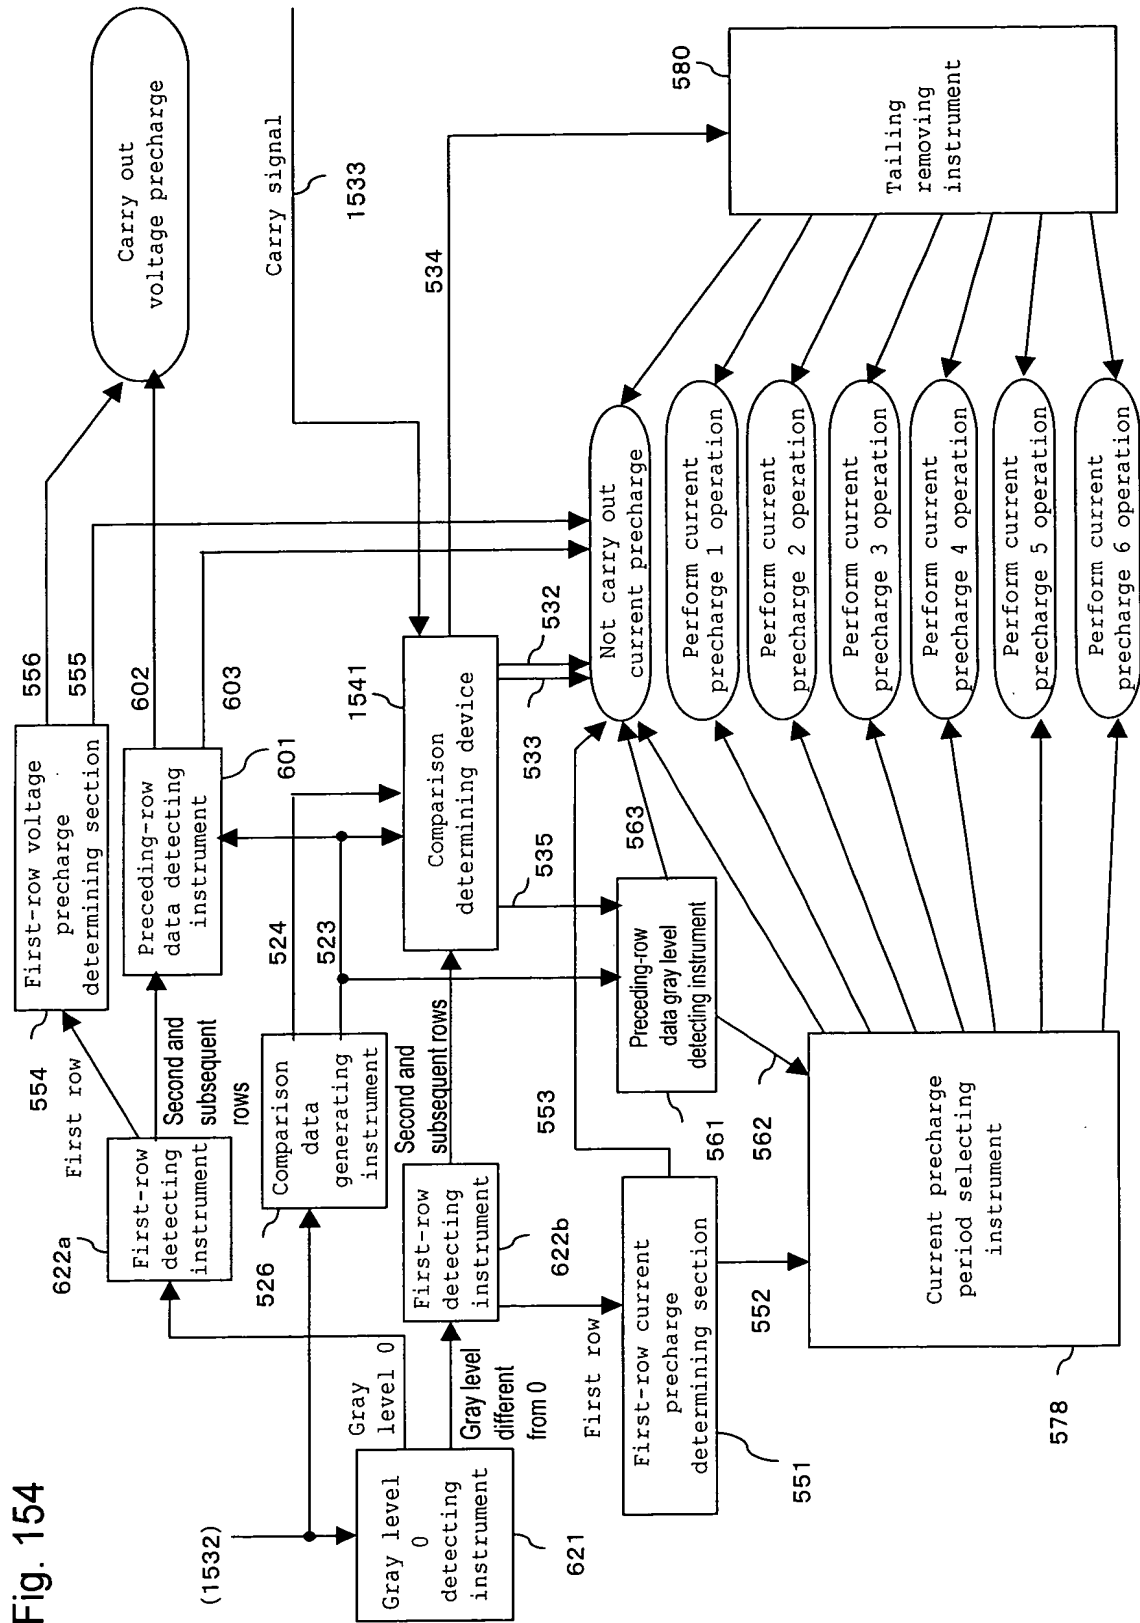 Fig. 154
(1532)
Gray level
0
detecting
instrument
621
Gray
level 0
Gray level
different
from 0
622a
First-row
detecting
instrument
First row
Second and
subsequent
rows
554
First-row voltage
precharge
determining section
556
555
Preceding-row
data detecting
instrument
601
602
603
Carry out
voltage precharge
526
Comparison
data
generating
instrument
524
523
First-row
detecting
instrument
622b
Second and
subsequent rows
First row
Comparison
determining device
1541
Carry signal
1533
534
532
533
535
First-row current
precharge
determining section
551
552
553
Preceding-row
data gray level
detecting instrument
561
562
563
Current precharge
period selecting
instrument
578
Not carry out
current precharge
Perform current
precharge 1 operation
Perform current
precharge 2 operation
Perform current
precharge 3 operation
Perform current
precharge 4 operation
Perform current
precharge 5 operation
Perform current
precharge 6 operation
Tailing
removing
instrument
580